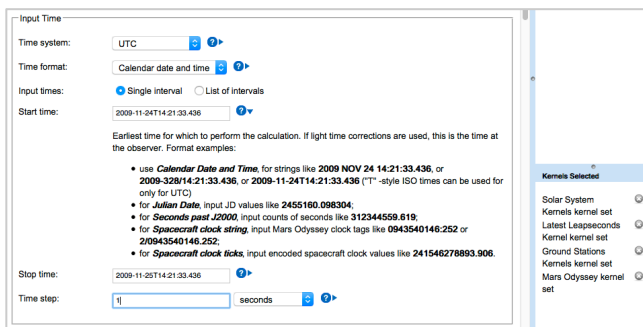 Input Time
Time system: UTC
Time format: Calendar date and time
Input times: Single interval List of intervals
Start time: 2009-11-24T14:21:33.436
Earliest time for which to perform the calculation. If light time corrections are used, this is the time at
the observer. Format examples:
• use Calendar Date and Time, for strings like 2009 NOV 24 14:21:33.436, or
2009-328/14:21:33.436, or 2009-11-24T14:21:33.436 ("T" -style ISO times can be used for
only for UTC)
• for Julian Date, input JD values like 2455160.098304;
• for Seconds past J2000, input counts of seconds like 312344559.619;
• for Spacecraft clock string, input Mars Odyssey clock tags like 0943540146:252 or
2/0943540146.252;
• for Spacecraft clock ticks, input encoded spacecraft clock values like 241546278893.906.
Stop time: 2009-11-25T14:21:33.436
Time step: 1 seconds
Kernels Selected
Solar System
Kernels kernel set
Latest Leapseconds
Kernel kernel set
Ground Stations
Kernels kernel set
Mars Odyssey kernel
set